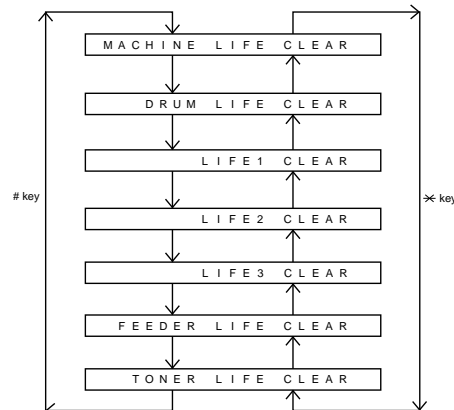 MACHINE LIFE CLEAR
DRUM LIFE CLEAR
LIFE1 CLEAR
# key
✳ key
LIFE2 CLEAR
LIFE3 CLEAR
FEEDER LIFE CLEAR
TONER LIFE CLEAR